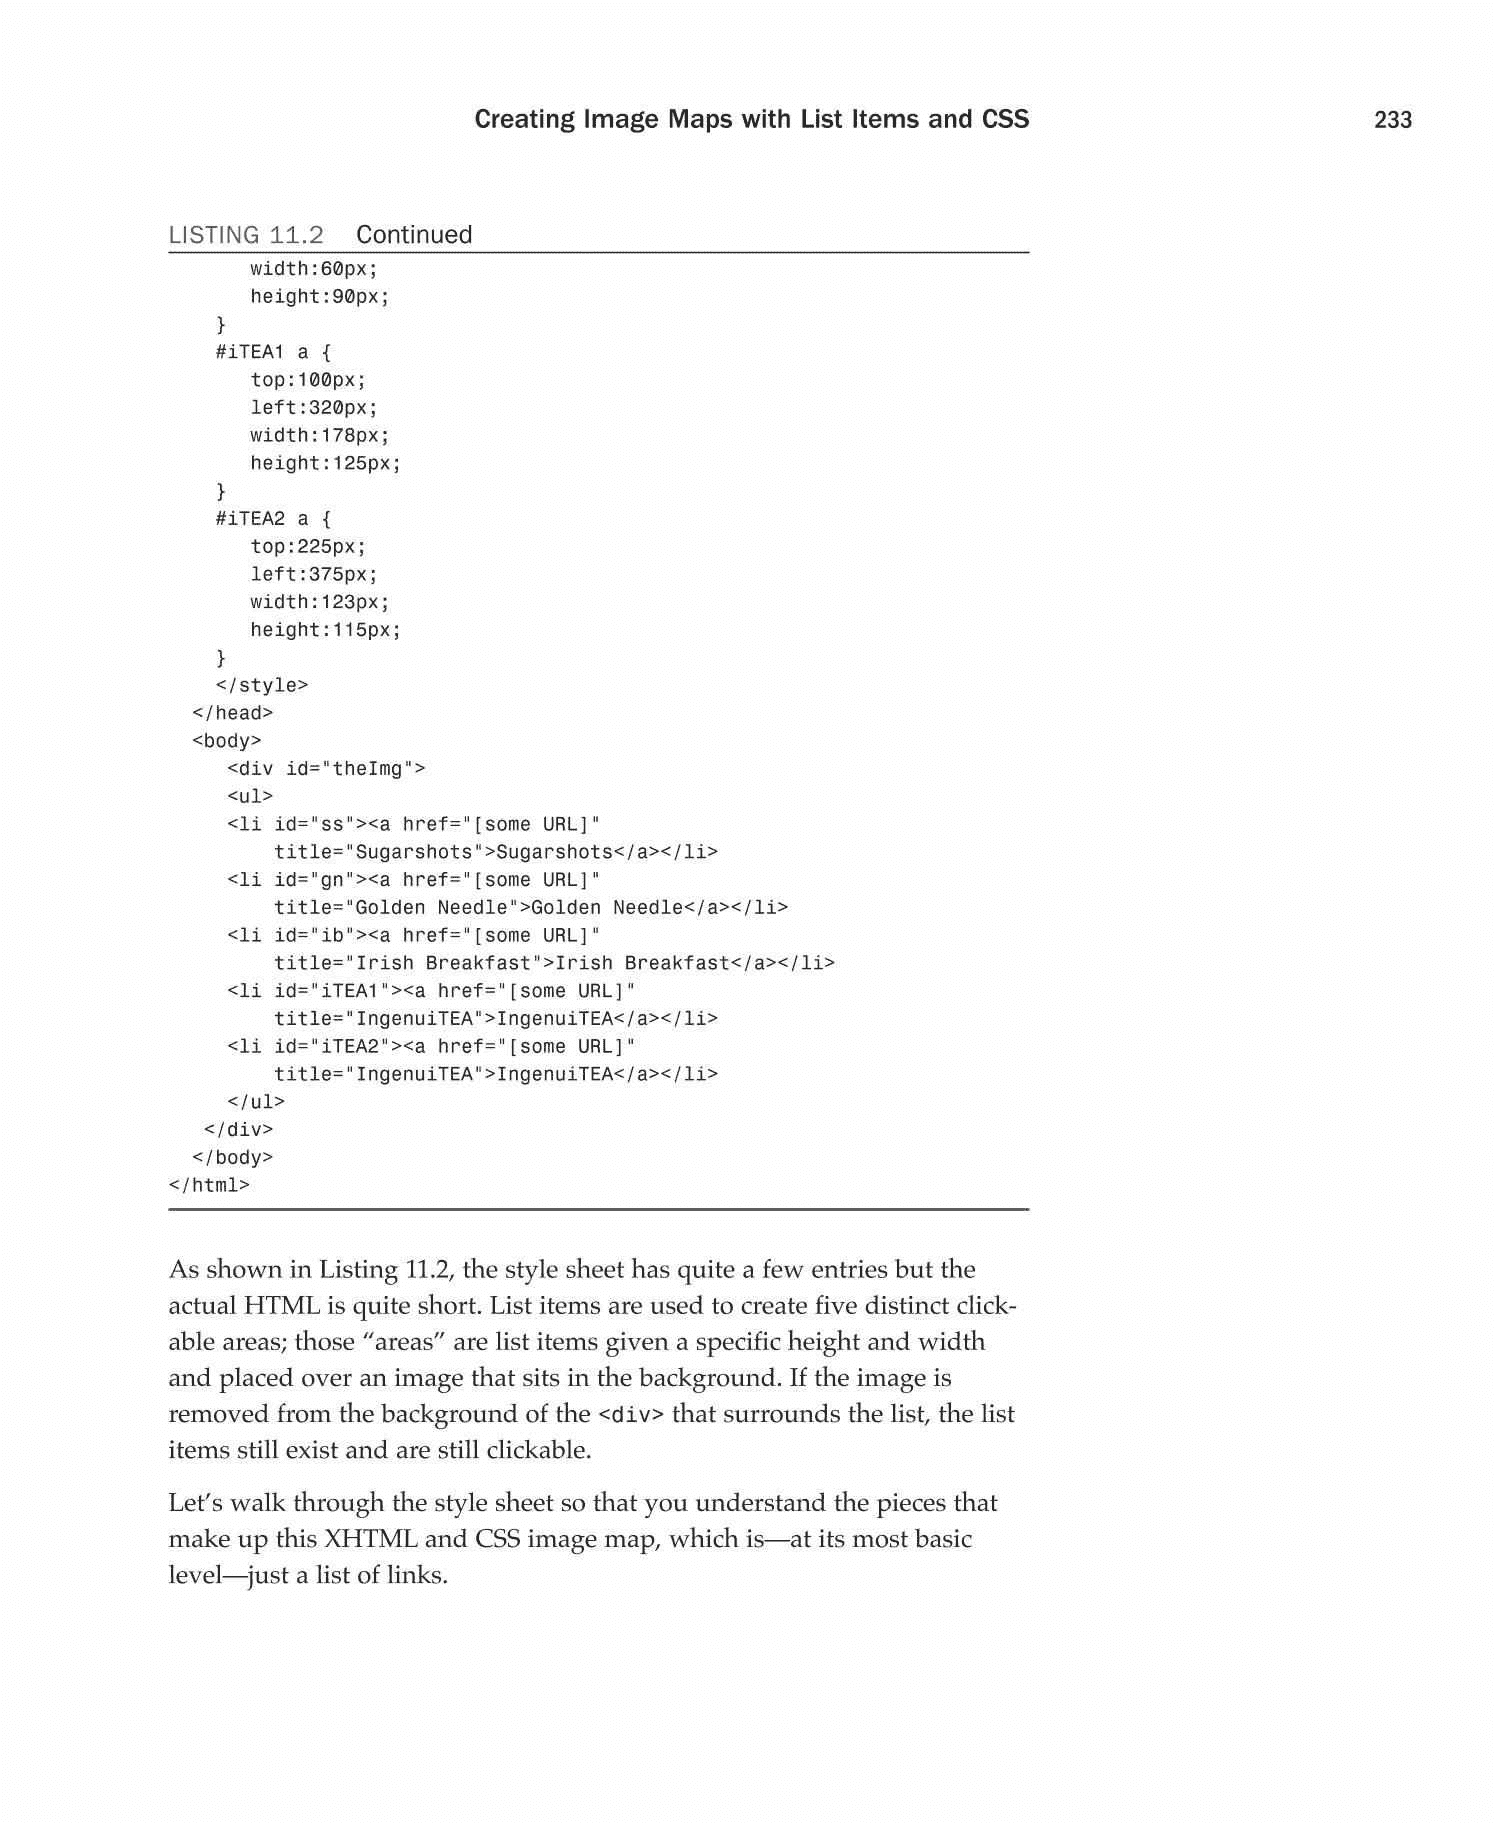 Creating Image Maps with List Items and CSS 233
LISTING 11.2 Continued
width:60px;
height:90px;
}
#iTEA1 a {
top:100px;
left:320px;
width:178px;
height:125px;
}
#iTEA2 a {
top:225px;
left:375px;
width:123px;
height:115px;
}
</style>
</head>
<body>
<div id="theImg">
<ul>
<li id="ss"><a href="[some URL]"
title="Sugarshots">Sugarshots</a></li>
<li id="gn"><a href="[some URL]"
title="Golden Needle">Golden Needle</a></li>
<li id="ib"><a href="[some URL]"
title="Irish Breakfast">Irish Breakfast</a></li>
<li id="iTEA1"><a href="[some URL]"
title="IngenuiTEA">IngenuiTEA</a></li>
<li id="iTEA2"><a href="[some URL]"
title="IngenuiTEA">IngenuiTEA</a></li>
</ul>
</div>
</body>
</html>
As shown in Listing 11.2, the style sheet has quite a few entries but the
actual HTML is quite short. List items are used to create five distinct click-
able areas; those “areas” are list items given a specific height and width
and placed over an image that sits in the background. If the image is
removed from the background of the <div> that surrounds the list, the list
items still exist and are still clickable.
Let’s walk through the style sheet so that you understand the pieces that
make up this XHTML and CSS image map, which is—at its most basic
level—just a list of links.